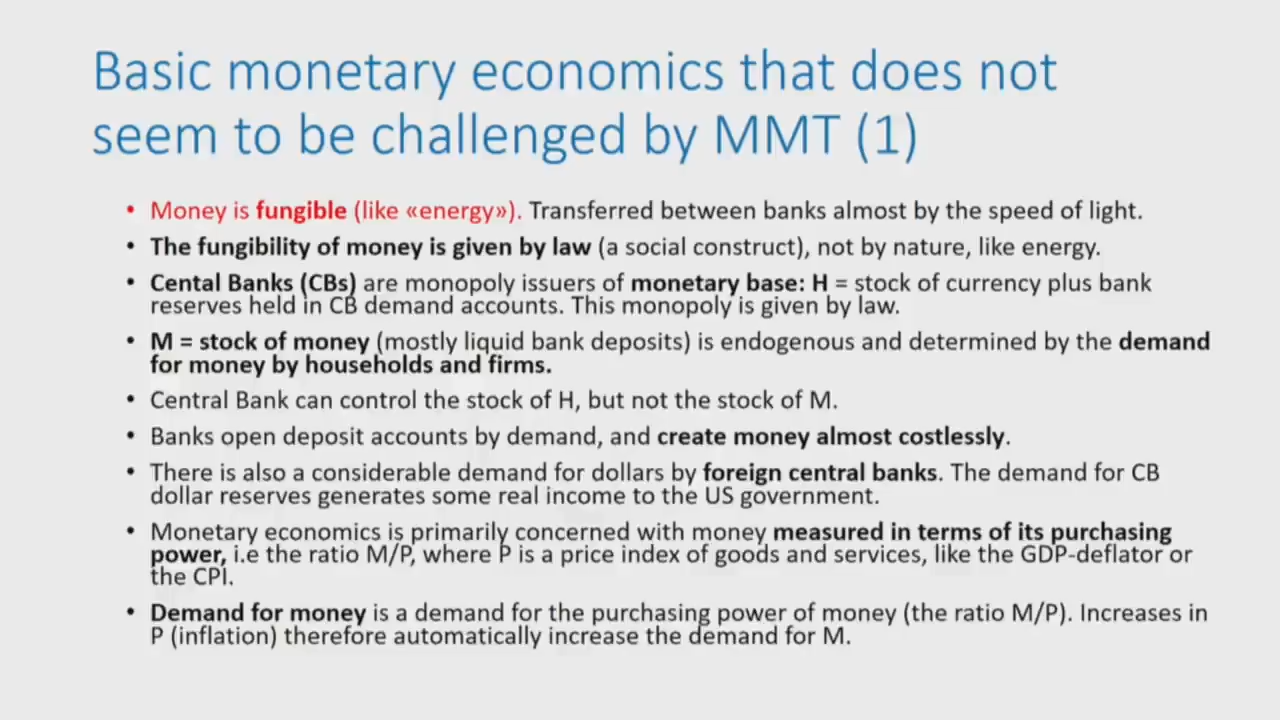 Basic monetary economics that does not
seem to be challenged by MMT (1)
• Money is fungible (like «energy»). Transferred between banks almost by the speed of light.
• The fungibility of money is given by law (a social construct), not by nature, like energy.
• Cental Banks (CBs) are monopoly issuers of monetary base: H = stock of currency plus bank
reserves held in CB demand accounts. This monopoly is given by law.
• M = stock of money (mostly liquid bank deposits) is endogenous and determined by the demand
for money by households and firms.
• Central Bank can control the stock of H, but not the stock of M.
• Banks open deposit accounts by demand, and create money almost costlessly.
• There is also a considerable demand for dollars by foreign central banks. The demand for CB
dollar reserves generates some real income to the US government.
• Monetary economics is primarily concerned with money measured in terms of its purchasing
power, i.e the ratio M/P, where P is a price index of goods and services, like the GDP-deflator or
the CPI.
• Demand for money is a demand for the purchasing power of money (the ratio M/P). Increases in
P (inflation) therefore automatically increase the demand for M.